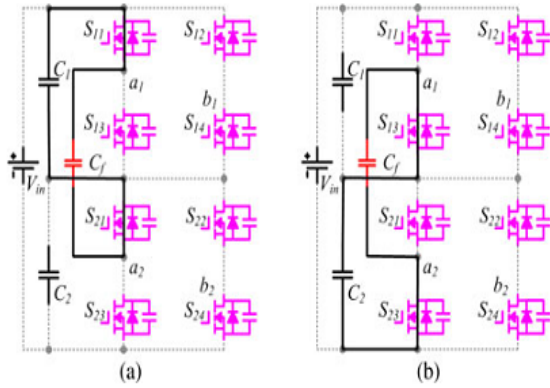 S11 S12
C1
a1
b1
S13 S14
+
-
Vin
Cf
S21 S22
a2
C2
b2
S23 S24
(a)
S11 S12
C1
a1
b1
S13 S14
+
-
Vin
Cf
S21 S22
a2
C2
b2
S23 S24
(b)